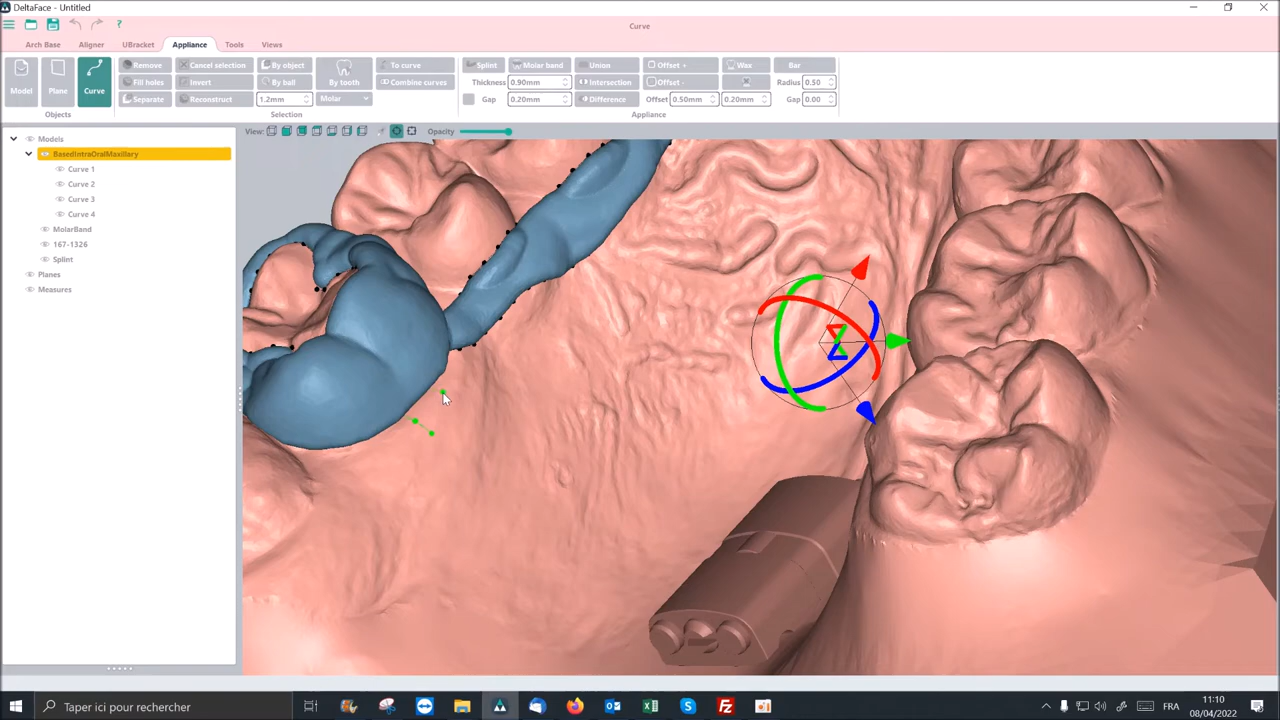 DeltaFace - Untitled
?
Curve
Arch Base Aligner UBracket Appliance Tools Views
Model Plane Curve
Objects
Remove Cancel selection By object To curve
Fill holes Invert By ball By tooth Combine curves
Separate Reconstruct 1.2mm Molar
Selection
Splint Molar band Union Offset + Wax Bar
Thickness 0.90mm Intersection Offset - Radius 0.50
Gap 0.20mm Difference Offset 0.50mm 0.20mm Gap 0.00
Appliance
View: Opacity
Models
BasedIntraOralMaxillary
Curve 1
Curve 2
Curve 3
Curve 4
MolarBand
167-1326
Splint
Planes
Measures
Taper ici pour rechercher
FRA
11:10
08/04/2022